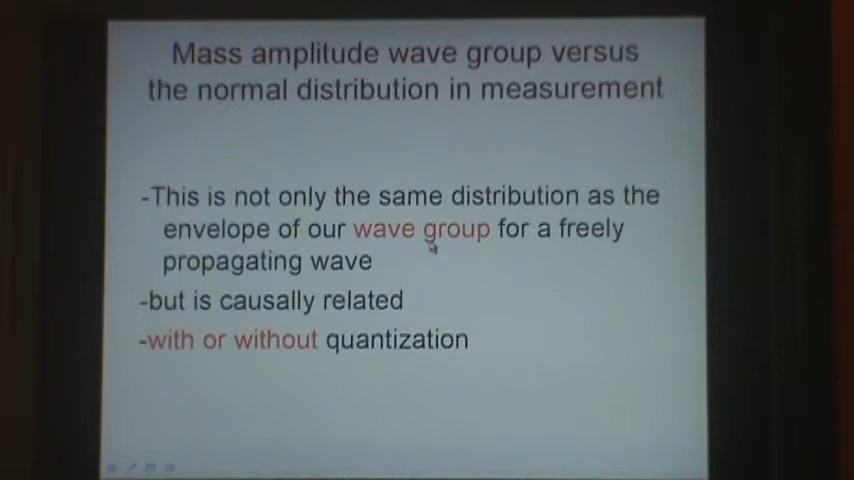 Mass amplitude wave group versus
the normal distribution in measurement
-This is not only the same distribution as the
envelope of our wave group for a freely
propagating wave
-but is causally related
-with or without quantization